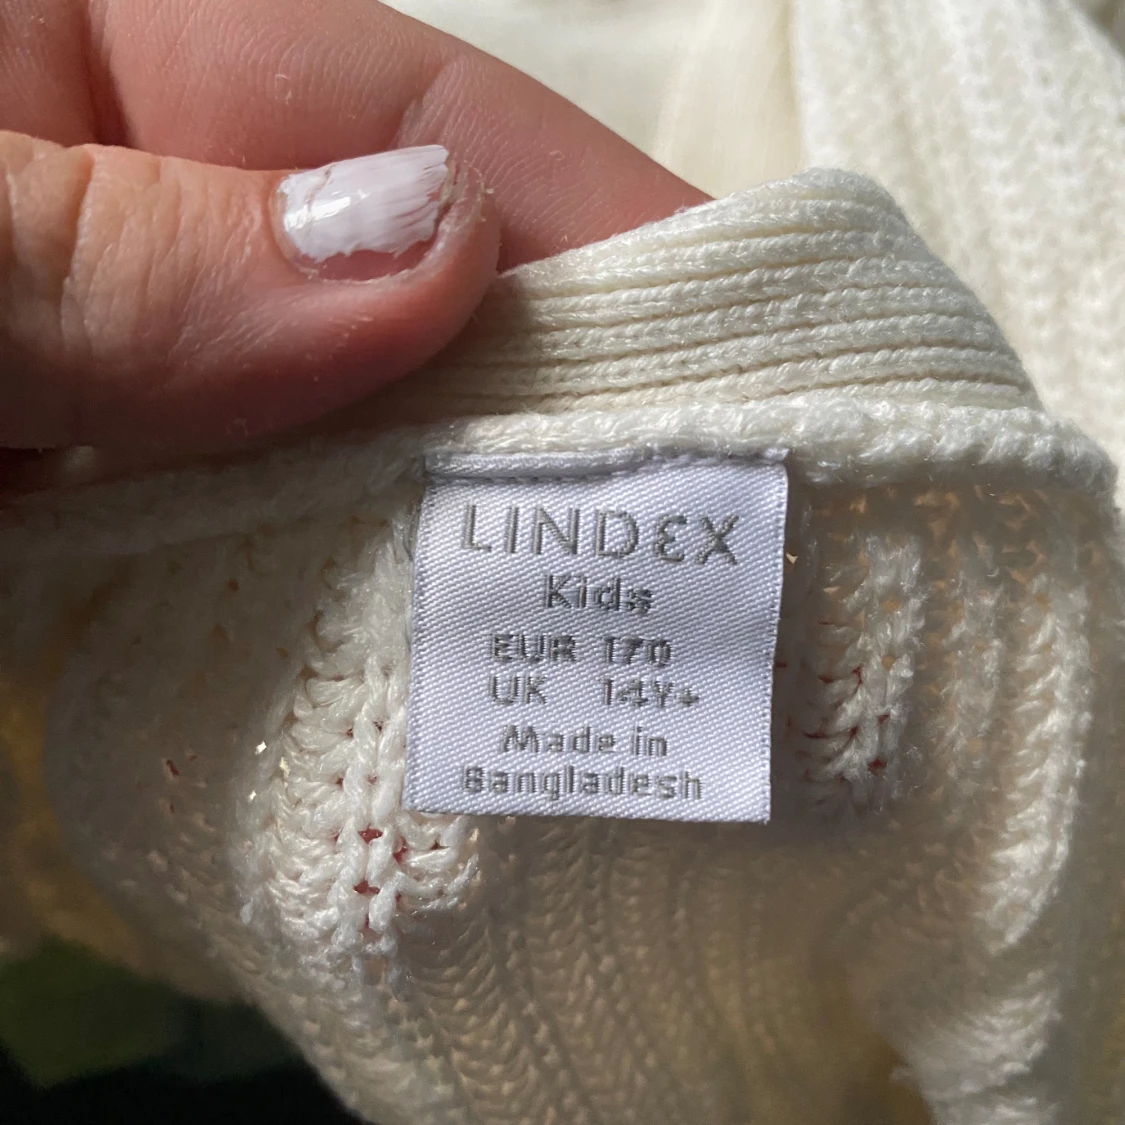 LINDEX
Kids
EUR 170
UK 14Y+
Made in
Bangladesh